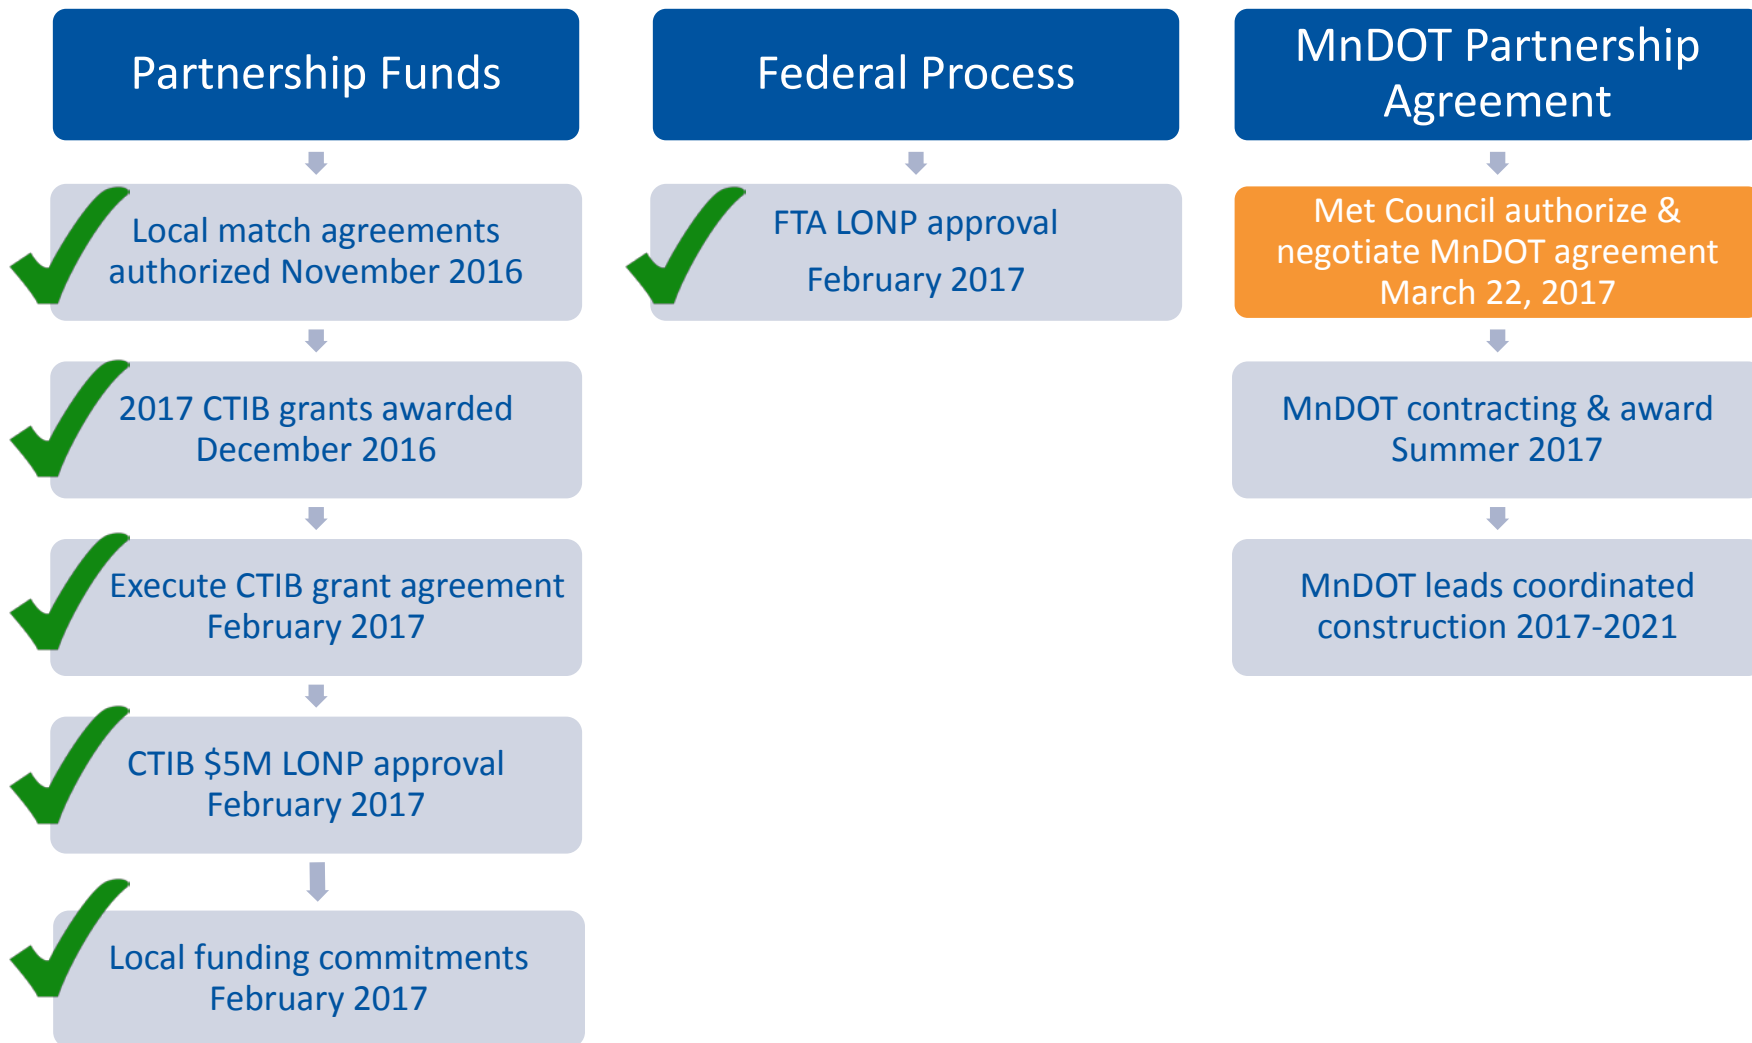 Partnership Funds
Local match agreements
authorized November 2016
2017 CTIB grants awarded
December 2016
Execute CTIB grant agreement
February 2017
CTIB $5M LONP approval
February 2017
Local funding commitments
February 2017
Federal Process
FTA LONP approval
February 2017
MnDOT Partnership
Agreement
Met Council authorize &
negotiate MnDOT agreement
March 22, 2017
MnDOT contracting & award
Summer 2017
MnDOT leads coordinated
construction 2017-2021